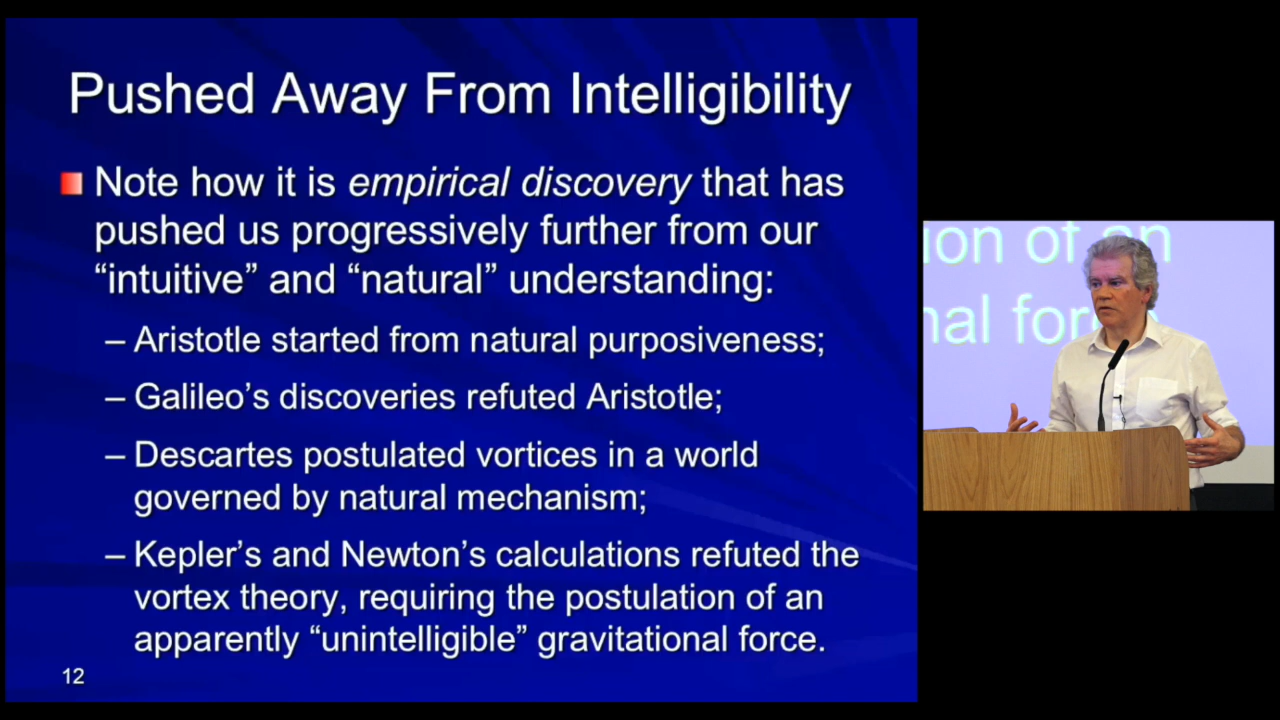 Pushed Away From Intelligibility
Note how it is empirical discovery that has
pushed us progressively further from our
“intuitive” and “natural” understanding:
– Aristotle started from natural purposiveness;
– Galileo’s discoveries refuted Aristotle;
– Descartes postulated vortices in a world
governed by natural mechanism;
– Kepler’s and Newton’s calculations refuted the
vortex theory, requiring the postulation of an
apparently “unintelligible” gravitational force.
12
of an